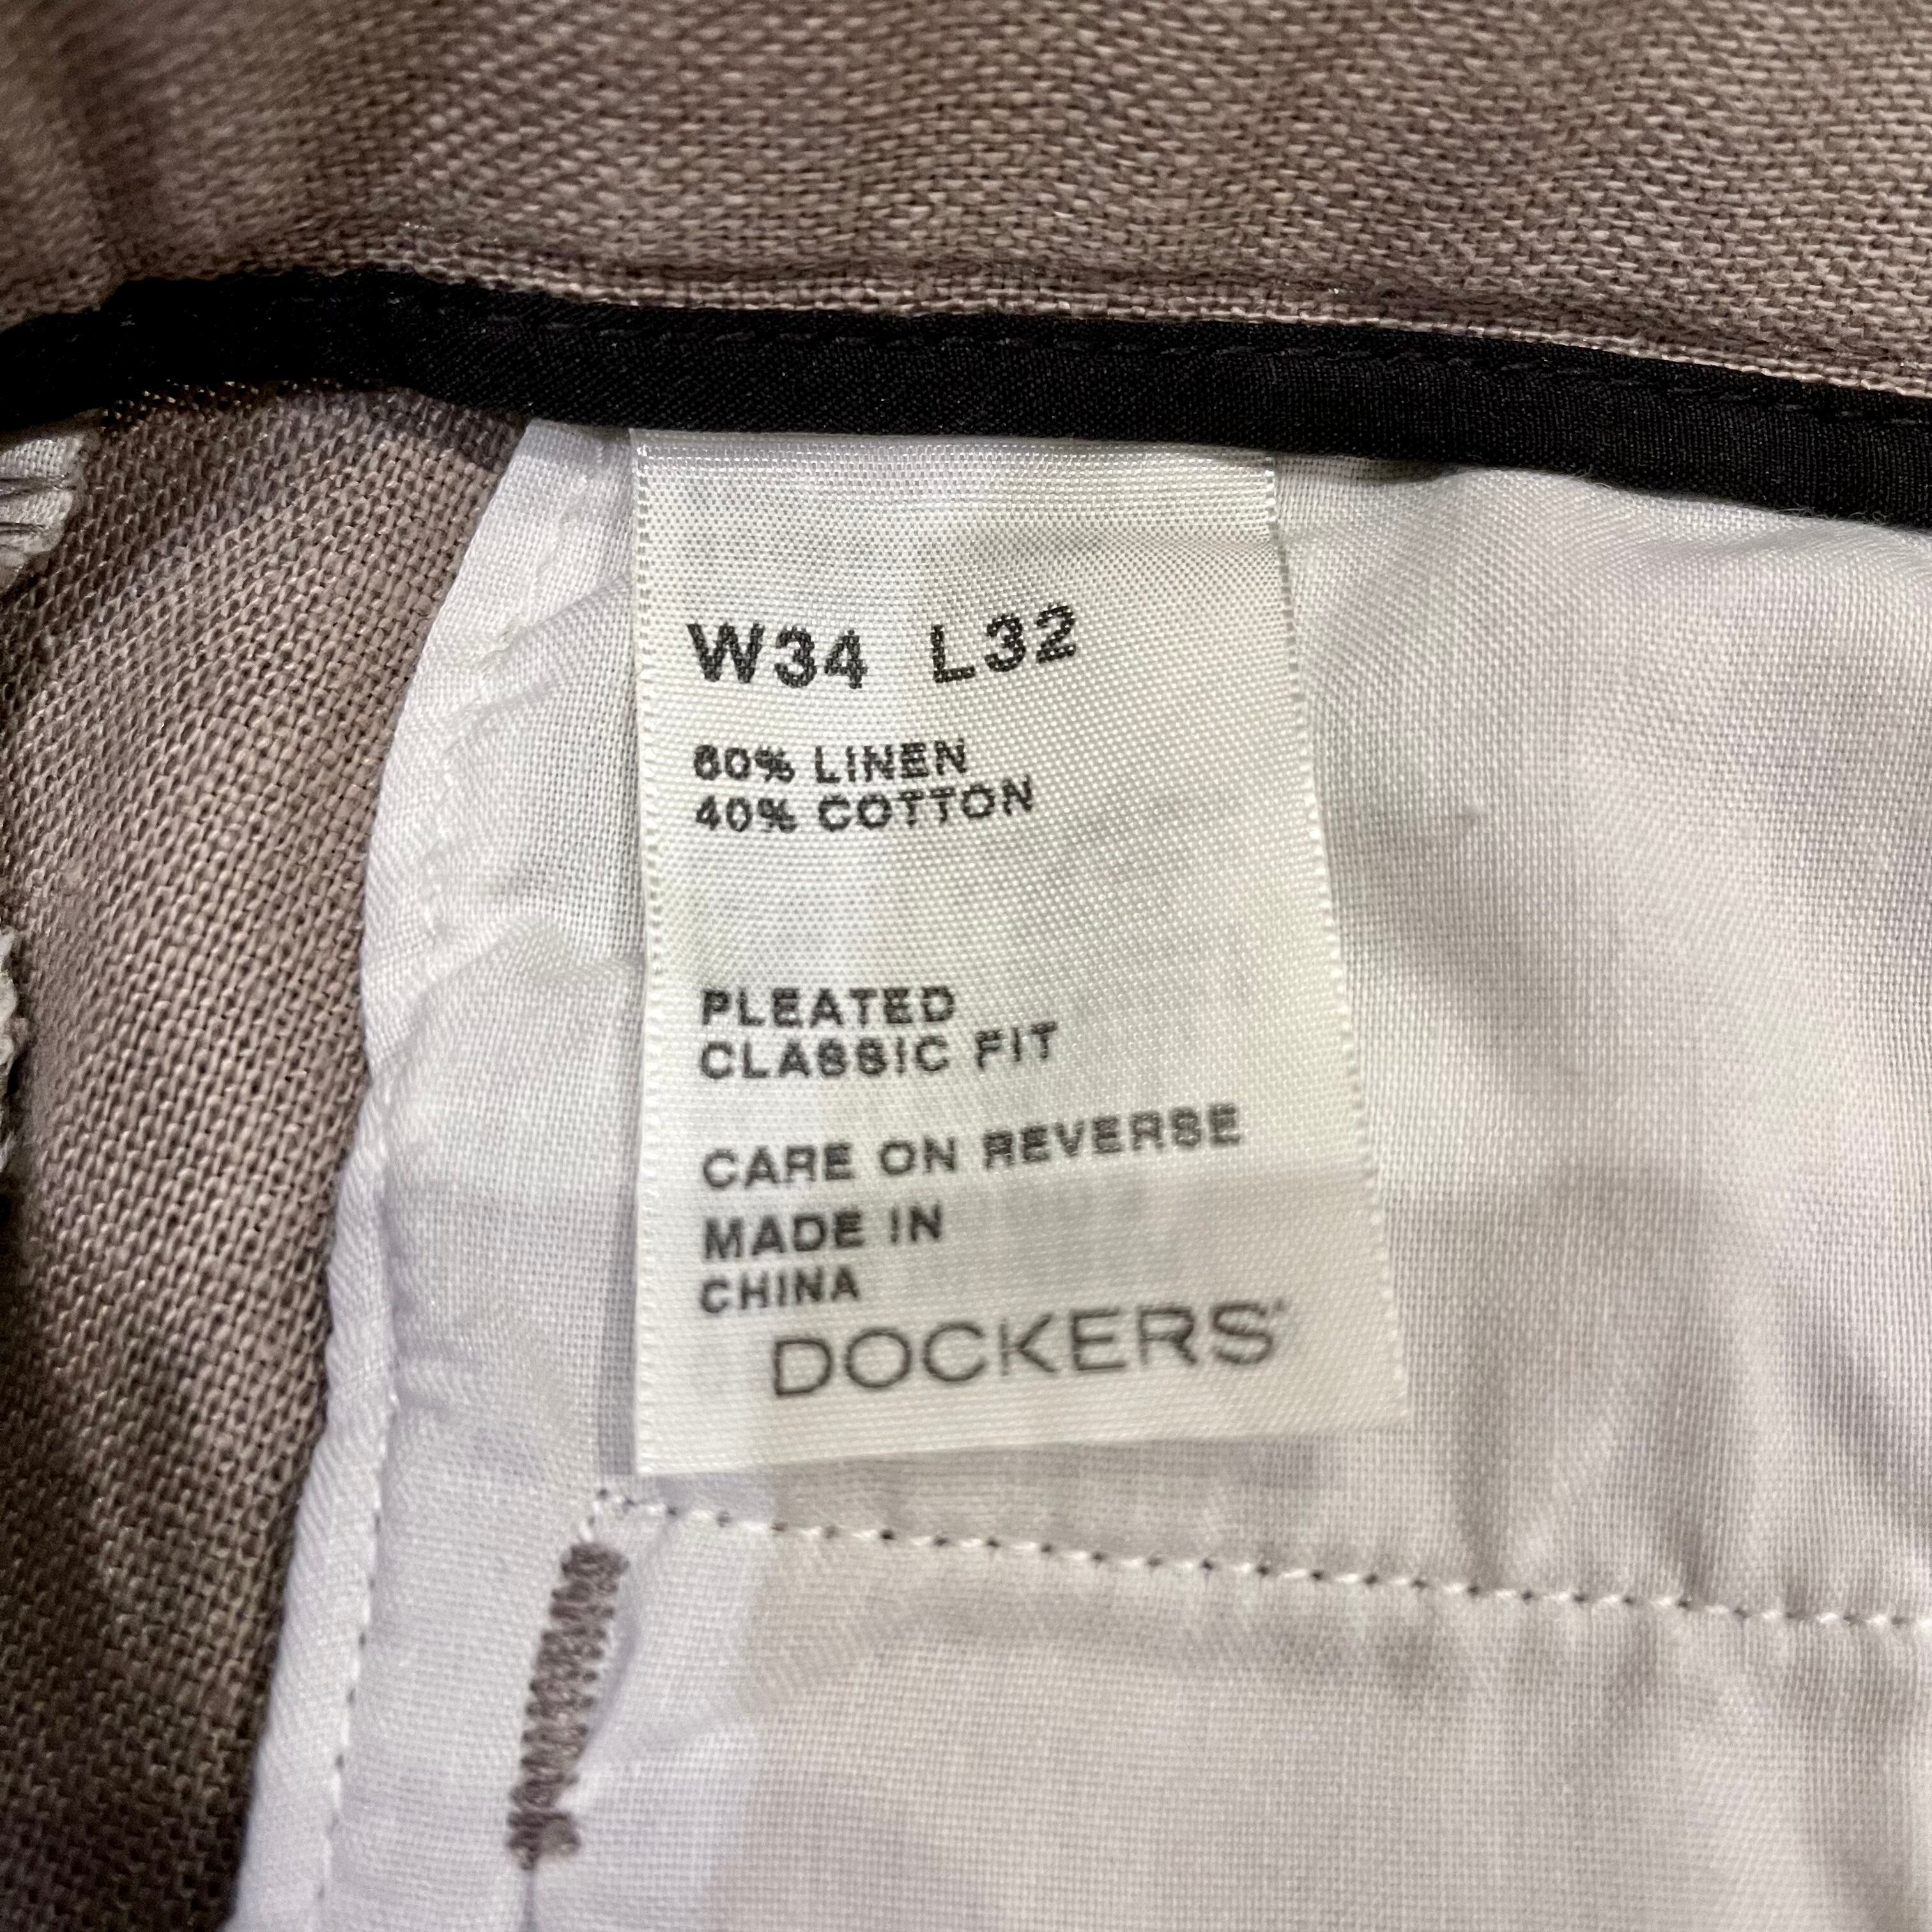 W34 L32
60% LINEN
40% COTTON
PLEATED
CLASSIC FIT
CARE ON REVERSE
MADE IN
CHINA
DOCKERS®